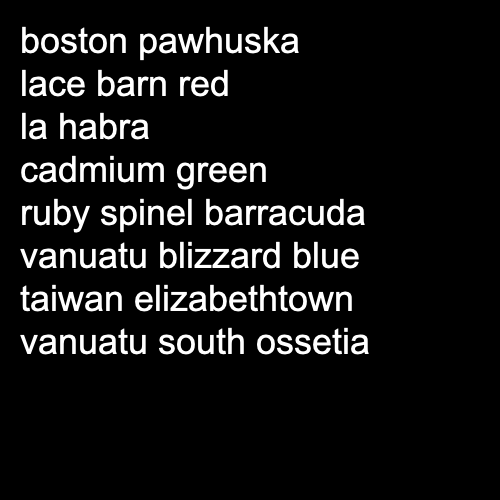 boston pawhuska
lace barn red
la habra
cadmium green
ruby spinel barracuda
vanuatu blizzard blue
taiwan elizabethtown
vanuatu south ossetia